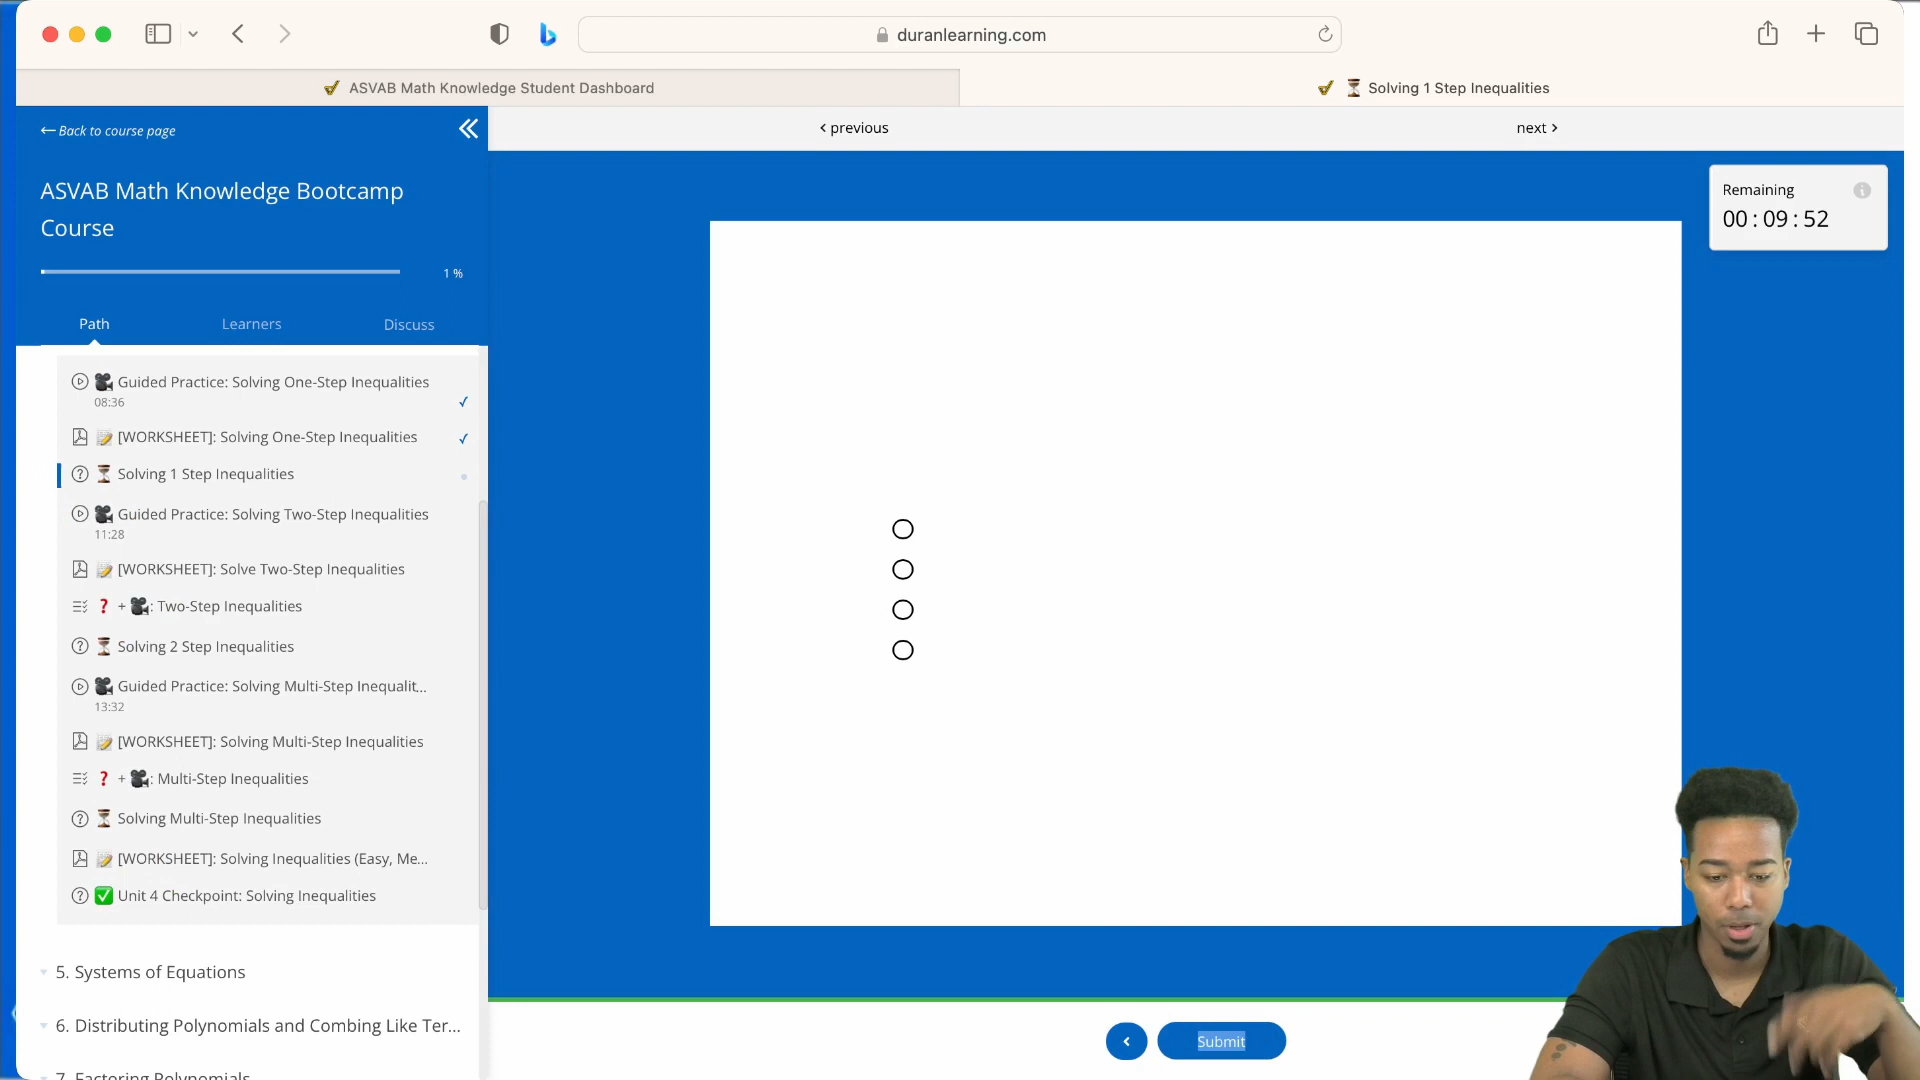 duranlearning.com
ASVAB Math Knowledge Student Dashboard
Solving 1 Step Inequalities
Back to course page
ASVAB Math Knowledge Bootcamp
Course
1 %
Path
Learners
Discuss
Guided Practice: Solving One-Step Inequalities
08:36
[WORKSHEET]: Solving One-Step Inequalities
Solving 1 Step Inequalities
Guided Practice: Solving Two-Step Inequalities
11:28
[WORKSHEET]: Solve Two-Step Inequalities
❓ + : Two-Step Inequalities
Solving 2 Step Inequalities
Guided Practice: Solving Multi-Step Inequalit...
13:32
[WORKSHEET]: Solving Multi-Step Inequalities
❓ + : Multi-Step Inequalities
Solving Multi-Step Inequalities
[WORKSHEET]: Solving Inequalities (Easy, Me...
Unit 4 Checkpoint: Solving Inequalities
5. Systems of Equations
6. Distributing Polynomials and Combing Like Ter...
7. Factoring Polynomials
previous
next
Remaining
00 : 09 : 52
Submit